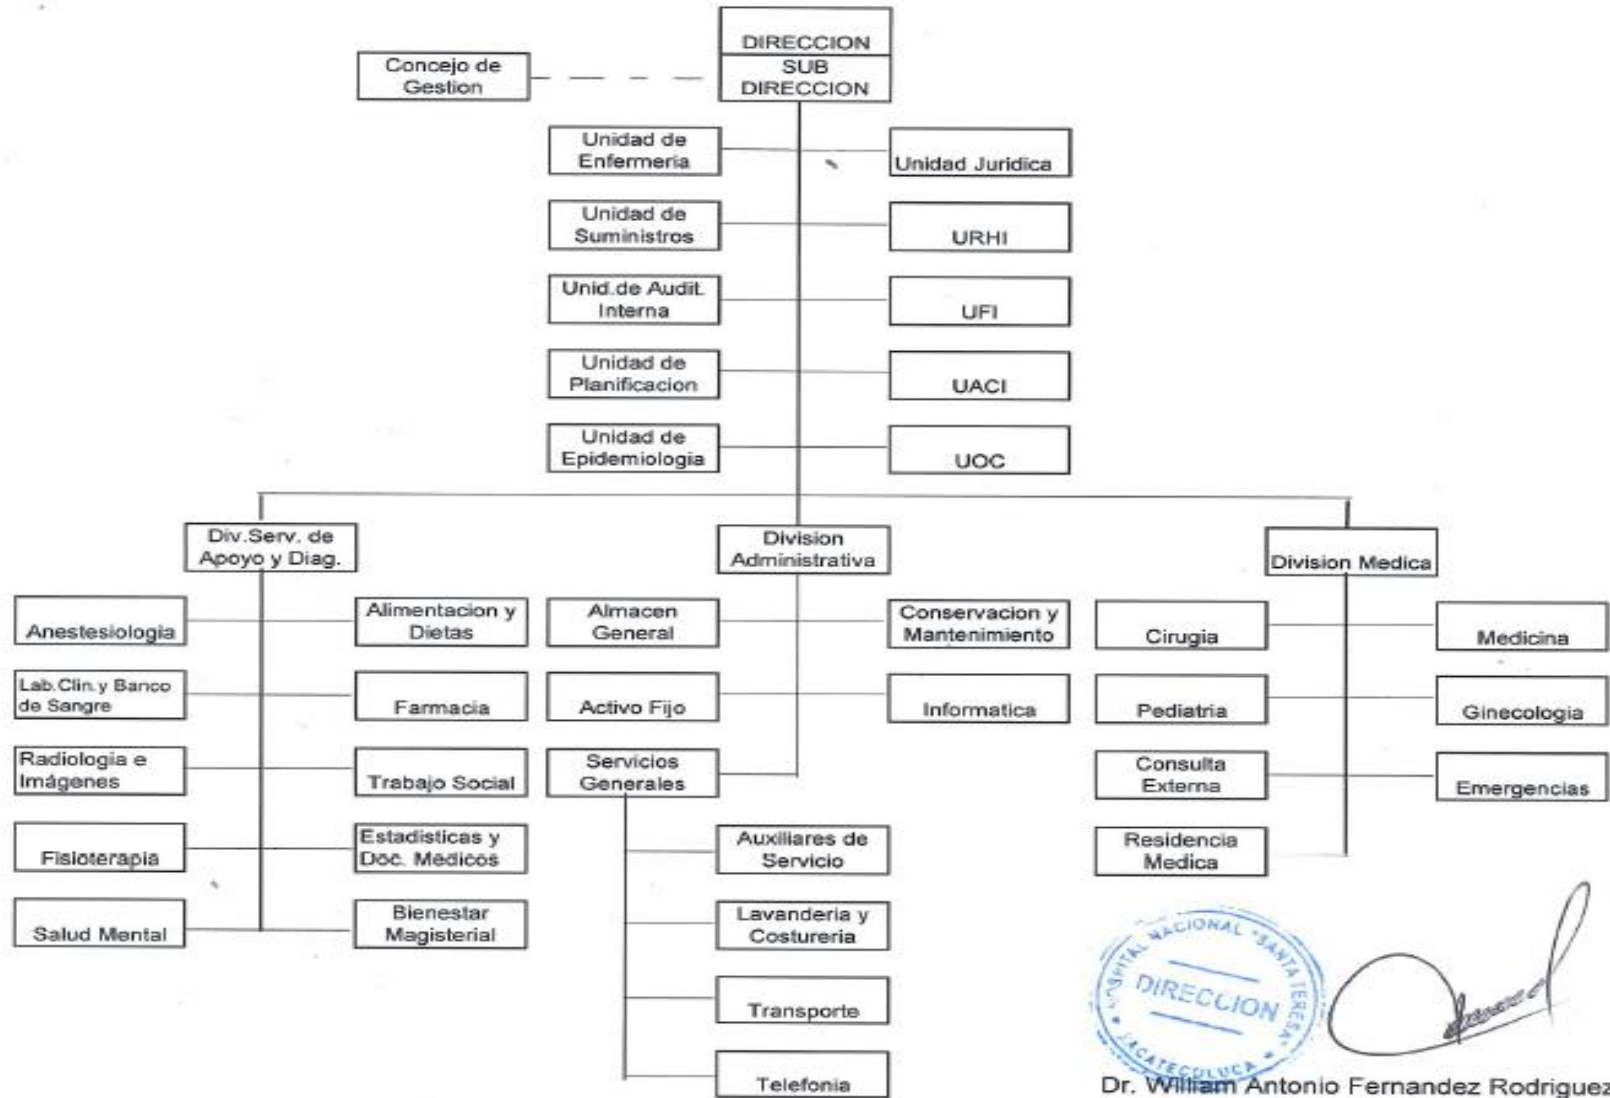 DIRECCION
SUB
DIRECCION
Concejo de
Gestion
Unidad de
Enfermeria
Unidad Juridica
Unidad de
Suministros
URHI
Unid.de Audit.
Interna
UFI
Unidad de
Planificacion
UACI
Unidad de
Epidemiologia
UOC
Div.Serv. de
Apoyo y Diag.
Division
Administrativa
Division Medica
Anestesiologia
Alimentacion y
Dietas
Almacen
General
Conservacion y
Mantenimiento
Cirugia
Medicina
Lab.Clin.y Banco
de Sangre
Farmacia
Activo Fijo
Informatica
Pediatria
Ginecologia
Radiologia e
Imágenes
Trabajo Social
Servicios
Generales
Consulta
Externa
Emergencias
Fisioterapia
Estadisticas y
Doc. Medicos
Auxiliares de
Servicio
Residencia
Medica
Salud Mental
Bienestar
Magisterial
Lavanderia y
Costureria
Transporte
Telefonia
HOSPITAL NACIONAL "SANTA TERESA"
DIRECCION
ZACATECOLUCA
Dr. William Antonio Fernandez Rodriguez